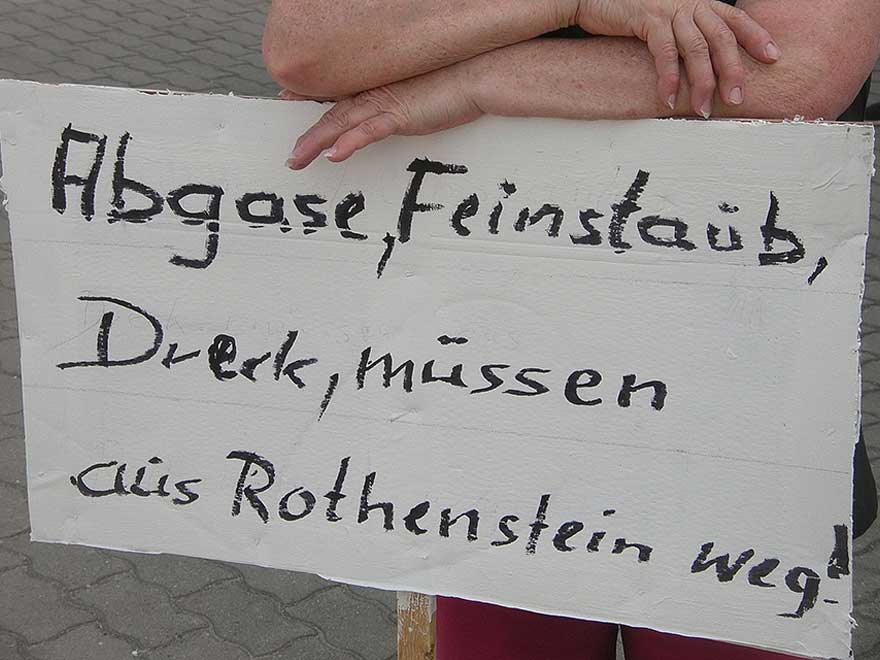 Abgase, Feinstaub,
Dreck, müssen
aus Rothenstein weg!